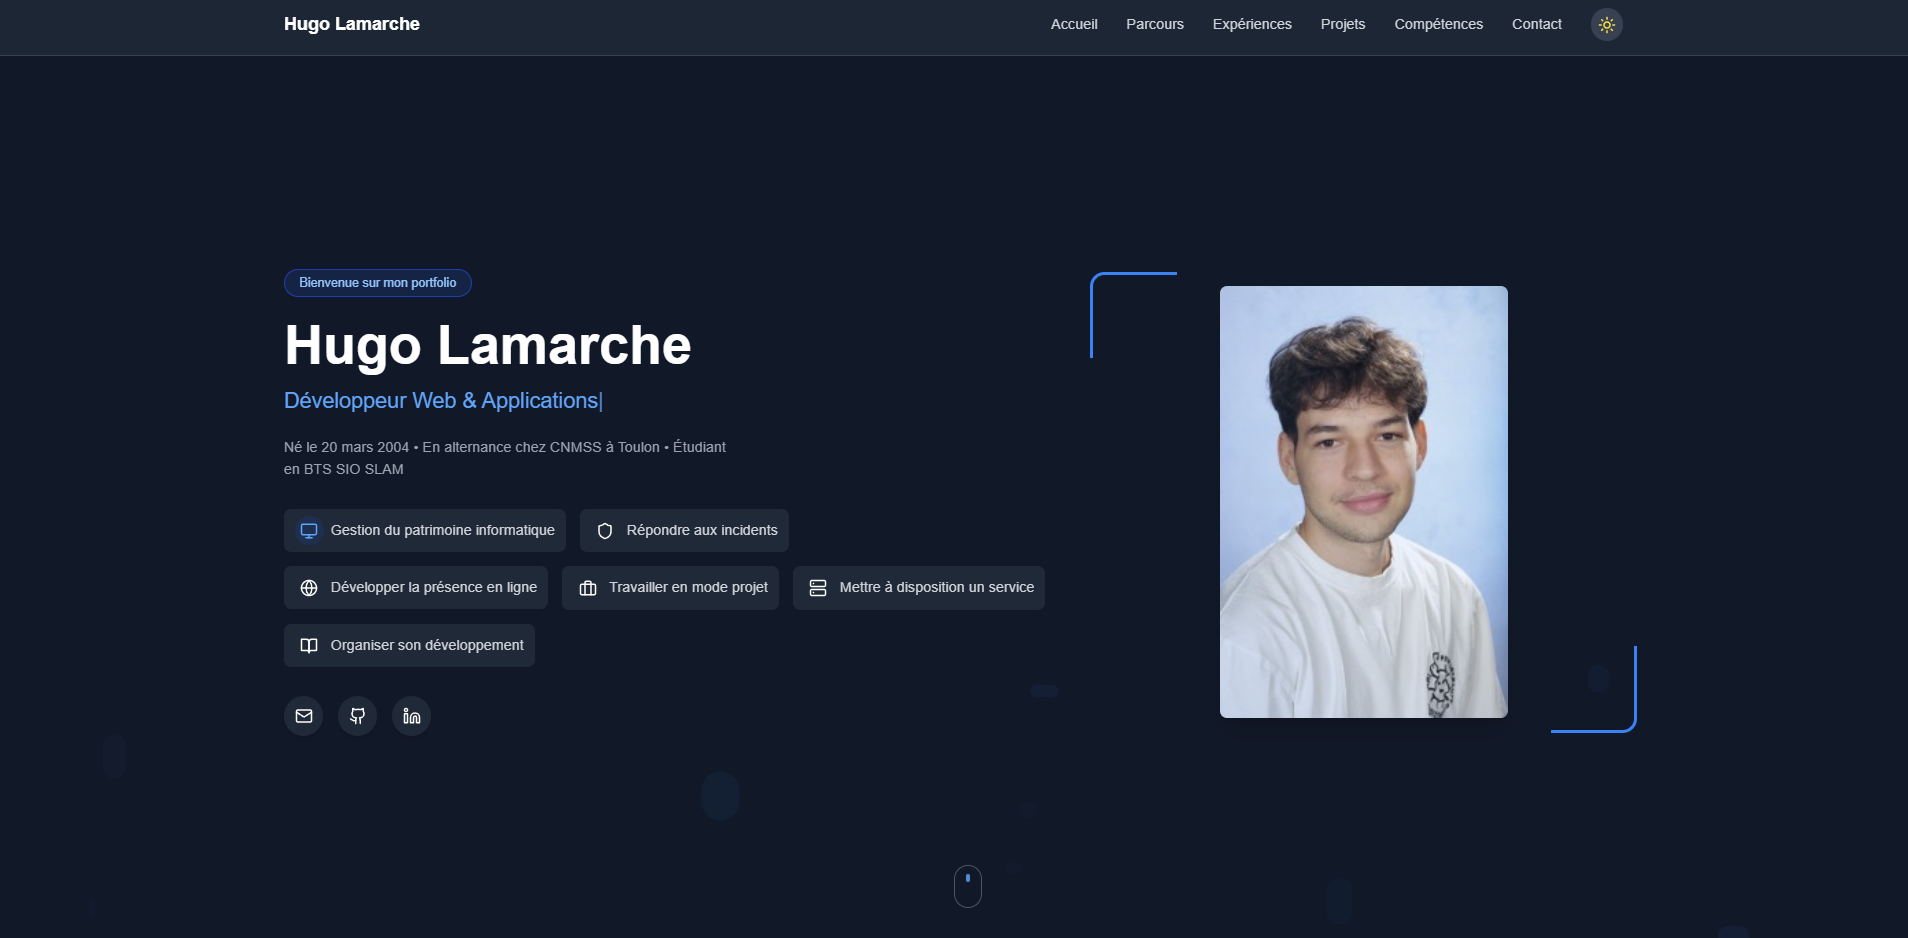 Hugo Lamarche
Accueil Parcours Expériences Projets Compétences Contact
Bienvenue sur mon portfolio
Hugo Lamarche
Développeur Web & Applications|
Né le 20 mars 2004 • En alternance chez CNMSS à Toulon • Étudiant
en BTS SIO SLAM
Gestion du patrimoine informatique
Répondre aux incidents
Développer la présence en ligne
Travailler en mode projet
Mettre à disposition un service
Organiser son développement